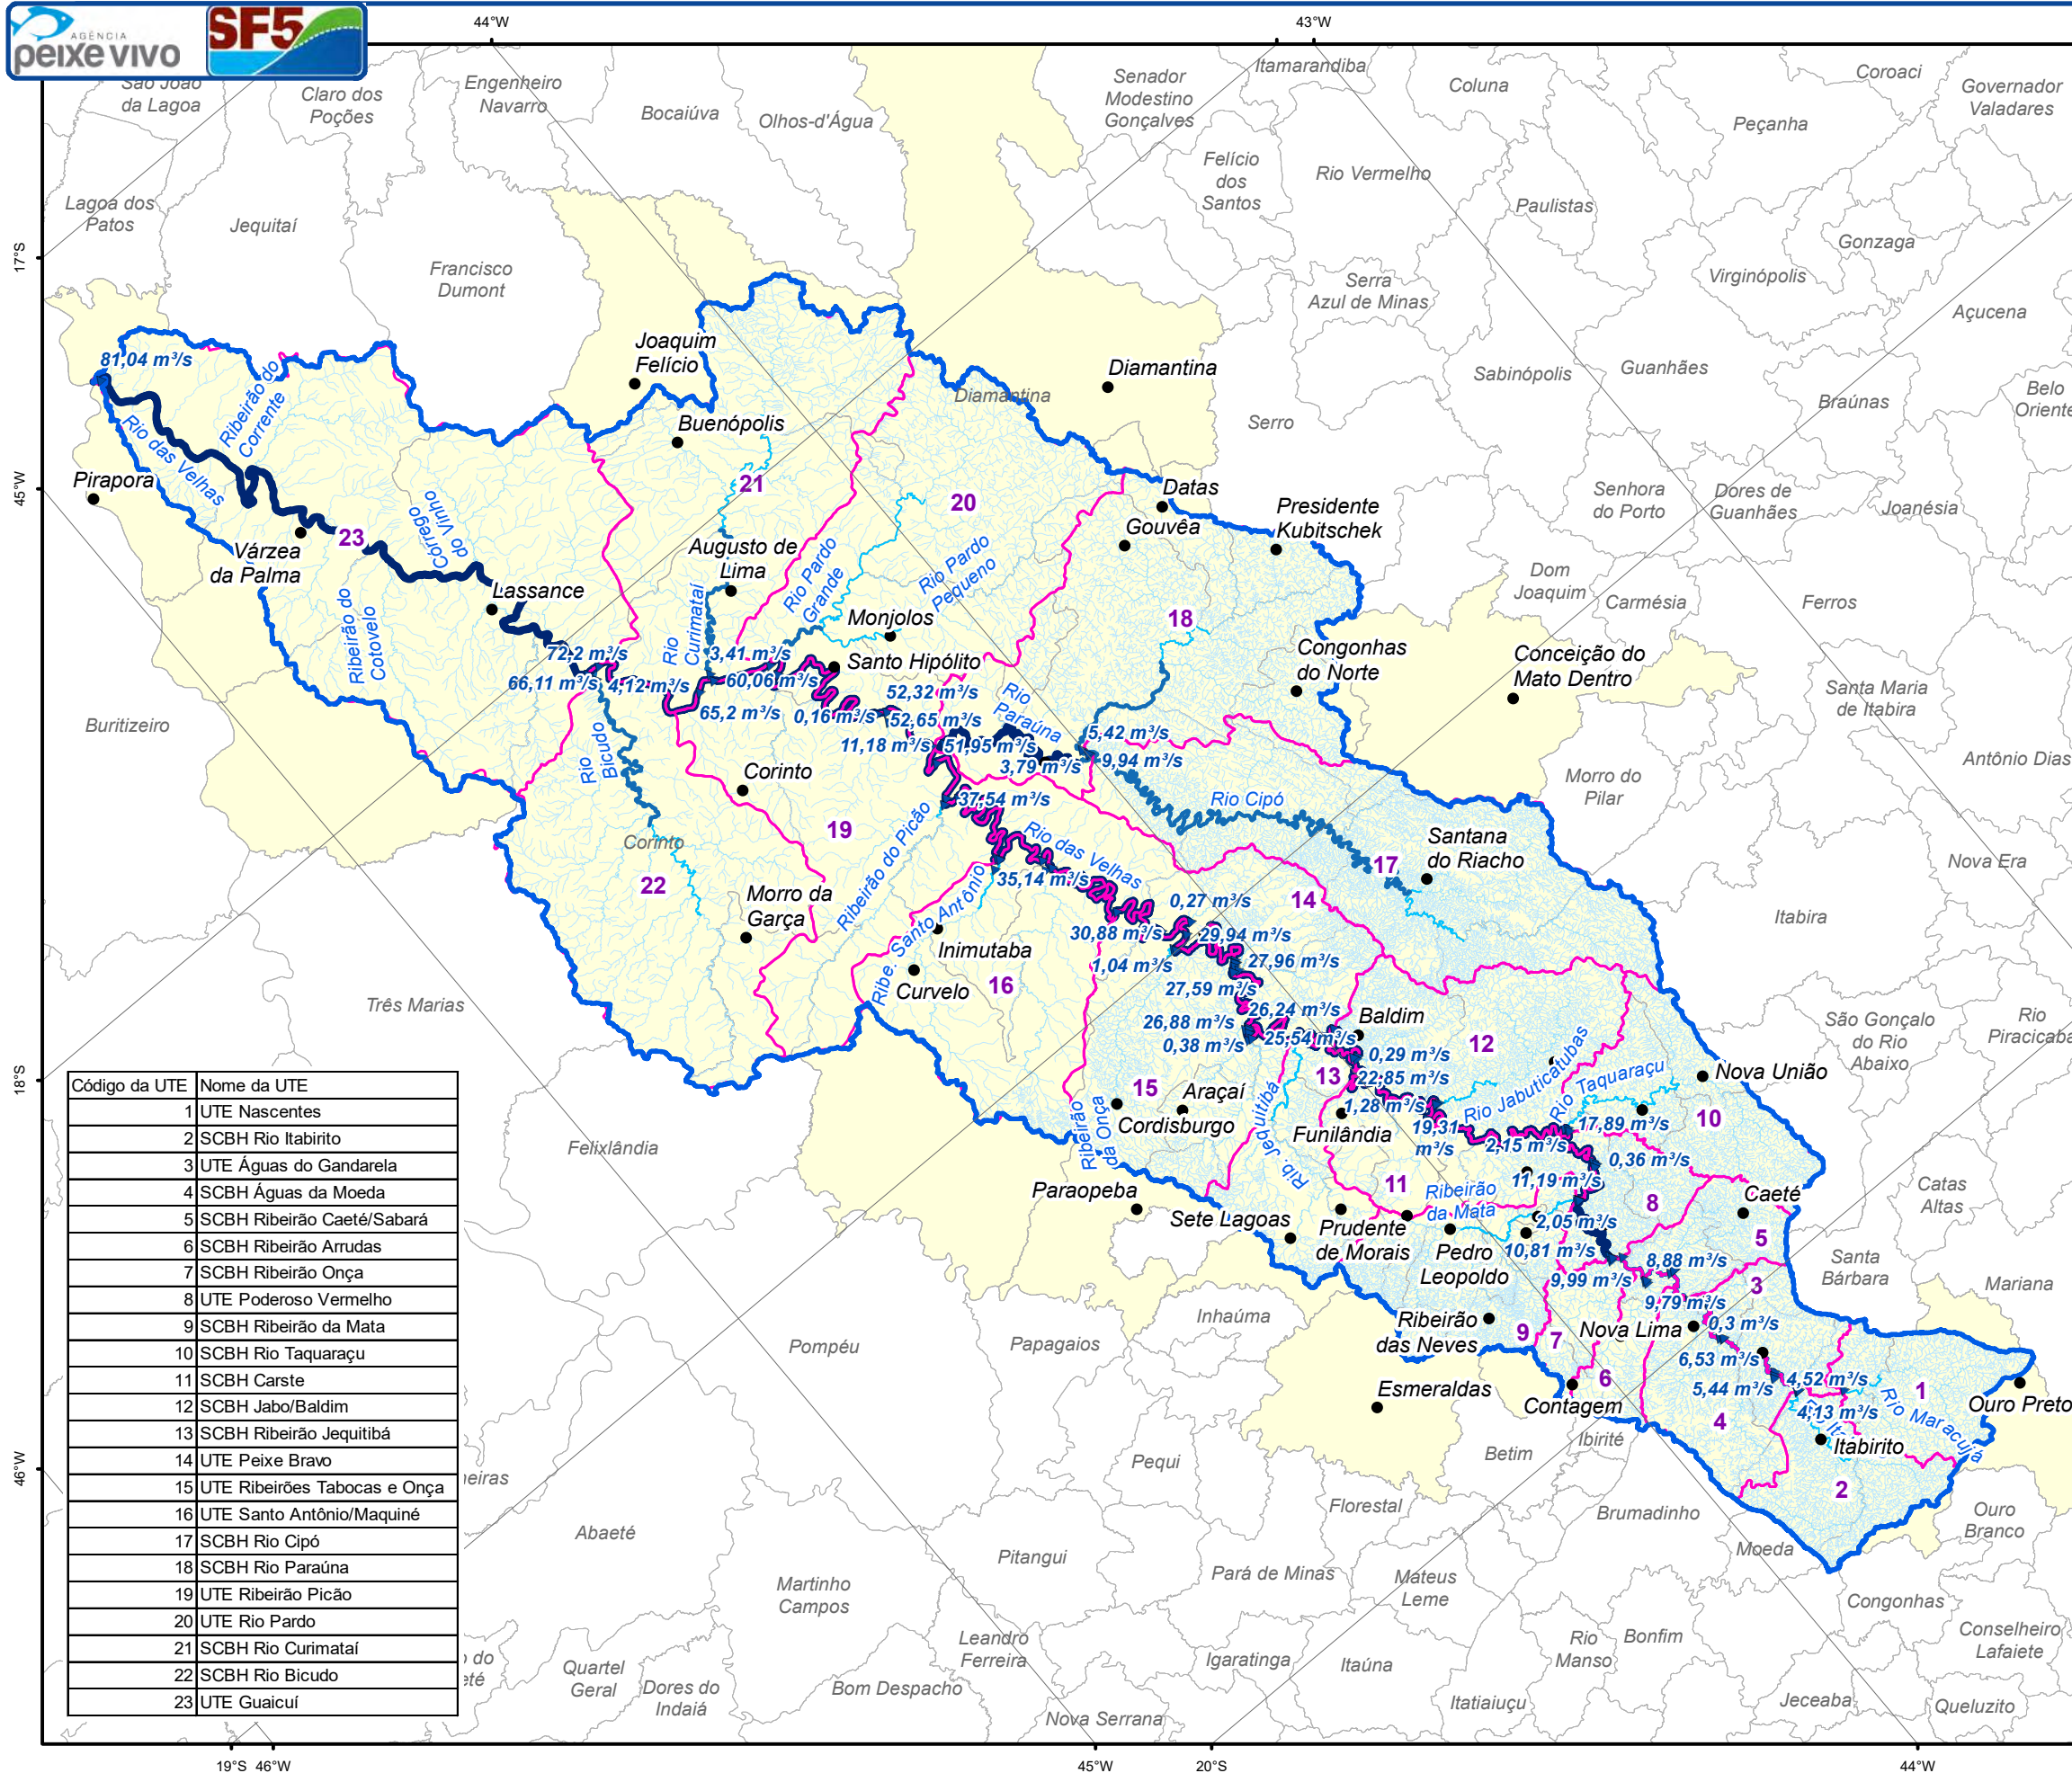 AGÊNCIA
peixe vivo
SF5
44°W
43°W
17°S
45°W
18°S
46°W
19°S 46°W
45°W
20°S
44°W
São João
da Lagoa
Claro dos
Poções
Engenheiro
Navarro
Bocaiúva
Olhos-d'Água
Senador
Modestino
Gonçalves
Itamarandiba
Coluna
Coroaci
Governador
Valadares
Peçanha
Felício
dos
Santos
Rio Vermelho
Paulistas
Gonzaga
Virginópolis
Lagoa dos
Patos
Jequitaí
Francisco
Dumont
Serra
Azul de Minas
Açucena
Sabinópolis
Guanhães
Braúnas
Belo
Oriente
Serro
Diamantina
Senhora
do Porto
Dores de
Guanhães
Joanésia
Dom
Joaquim
Carmésia
Ferros
Santa Maria
de Itabira
Antônio Dias
Morro do
Pilar
Nova Era
Itabira
São Gonçalo
do Rio
Abaixo
Rio
Piracicaba
Catas
Altas
Santa
Bárbara
Mariana
Buritizeiro
Três Marias
Felixlândia
Corinto
Pompéu
Papagaios
Inhaúma
Pequi
Betim
Ibirité
Florestal
Brumadinho
Ouro
Branco
Moeda
Abaeté
Pitangui
Pará de Minas
Mateus
Leme
Martinho
Campos
Congonhas
Conselheiro
Lafaiete
Leandro
Ferreira
Igaratinga
Itaúna
Rio
Manso
Bonfim
Quartel
Geral
Dores do
Indaiá
Bom Despacho
Nova Serrana
Itatiaiuçu
Jeceaba
Queluzito
eiras
do
eté
Joaquim
Felício
Buenópolis
Diamantina
Pirapora
Várzea
da Palma
Lassance
Augusto de
Lima
Datas
Gouvêa
Presidente
Kubitschek
Monjolos
Santo Hipólito
Congonhas
do Norte
Conceição do
Mato Dentro
Corinto
Morro da
Garça
Santana
do Riacho
Inimutaba
Curvelo
Baldim
Nova União
Araçaí
Cordisburgo
Funilândia
Paraopeba
Sete Lagoas
Prudente
de Morais
Pedro
Leopoldo
Caeté
Ribeirão
das Neves
Nova Lima
Esmeraldas
Contagem
Itabirito
Ouro Preto
Rio das Velhas
Ribeirão do
Corrente
Córrego
do Vinho
Ribeirão do
Cotovelo
Rio
Curimataí
Rio Pardo
Grande
Rio Pardo
Pequeno
Rio
Paraúna
Rio
Bicudo
Rio Cipó
Ribeirão do Picão
Rio das Velhas
Ribe. Santo Antônio
Rio Jabuticatubas
Rio Taquaraçu
Rib. Jequitibá
Ribeirão
da Onça
Ribeirão
da Mata
Rio Maracujá
81,04 m³/s
72,2 m³/s
66,11 m³/s
4,12 m³/s
3,41 m³/s
60,06 m³/s
65,2 m³/s
0,16 m³/s
52,32 m³/s
52,65 m³/s
11,18 m³/s
51,95 m³/s
3,79 m³/s
5,42 m³/s
9,94 m³/s
37,54 m³/s
35,14 m³/s
0,27 m³/s
30,88 m³/s
29,94 m³/s
1,04 m³/s
27,96 m³/s
27,59 m³/s
26,24 m³/s
26,88 m³/s
25,54 m³/s
0,38 m³/s
0,29 m³/s
22,85 m³/s
1,28 m³/s
19,31
m³/s
17,89 m³/s
2,15 m³/s
0,36 m³/s
11,19 m³/s
2,05 m³/s
10,81 m³/s
8,88 m³/s
9,99 m³/s
9,79 m³/s
0,3 m³/s
6,53 m³/s
5,44 m³/s
4,52 m³/s
4,13 m³/s
21
20
23
18
19
22
17
14
16
12
15
13
10
11
8
5
3
9
7
6
4
1
2
Código da UTE Nome da UTE
1 UTE Nascentes
2 SCBH Rio Itabirito
3 UTE Águas do Gandarela
4 SCBH Águas da Moeda
5 SCBH Ribeirão Caeté/Sabará
6 SCBH Ribeirão Arrudas
7 SCBH Ribeirão Onça
8 UTE Poderoso Vermelho
9 SCBH Ribeirão da Mata
10 SCBH Rio Taquaraçu
11 SCBH Carste
12 SCBH Jabo/Baldim
13 SCBH Ribeirão Jequitibá
14 UTE Peixe Bravo
15 UTE Ribeirões Tabocas e Onça
16 UTE Santo Antônio/Maquiné
17 SCBH Rio Cipó
18 SCBH Rio Paraúna
19 UTE Ribeirão Picão
20 UTE Rio Pardo
21 SCBH Rio Curimataí
22 SCBH Rio Bicudo
23 UTE Guaicuí